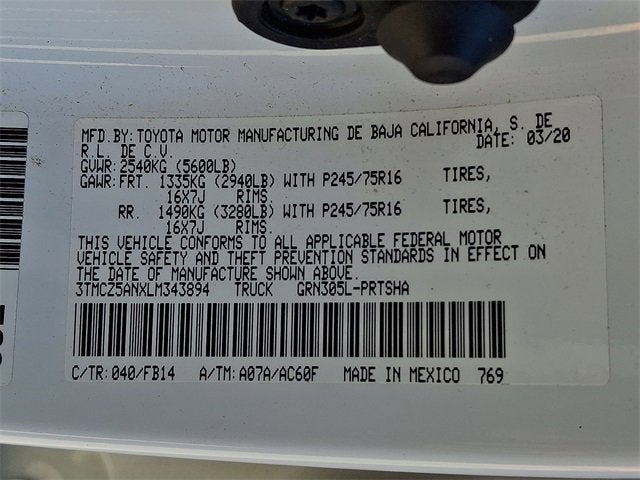 MFD.BY: TOYOTA MOTOR MANUFACTURING DE BAJA CALIFORNIA, S. DE
R.L. DE C.V. DATE: 03/20
GVWR: 2540KG (5600LB)
GAWR: FRT. 1335KG (2940LB) WITH P245/75R16 TIRES,
16X7J RIMS.
RR. 1490KG (3280LB) WITH P245/75R16 TIRES,
16X7J RIMS.
THIS VEHICLE CONFORMS TO ALL APPLICABLE FEDERAL MOTOR
VEHICLE SAFETY AND THEFT PREVENTION STANDARDS IN EFFECT ON
THE DATE OF MANUFACTURE SHOWN ABOVE.
3TMCZ5ANXLM343894 TRUCK GRN305L-PRTSHA
C/TR: 040/FB14 A/TM: A07A/AC60F MADE IN MEXICO 769